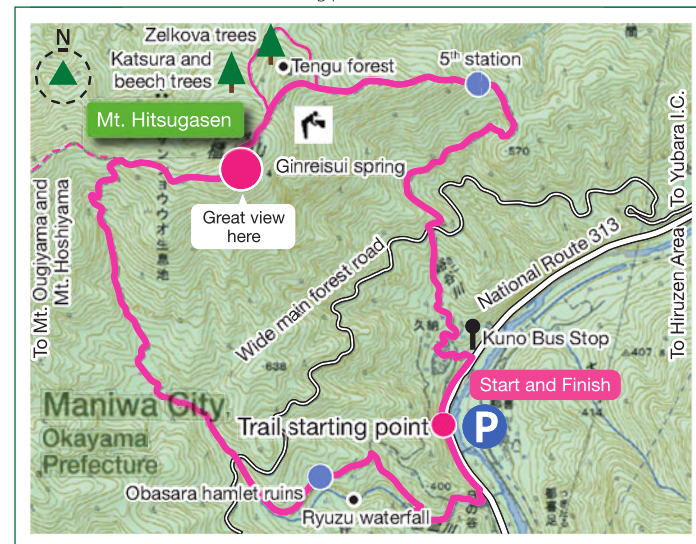 N
Zelkova trees
Katsura and
beech trees
Tengu forest
5th station
Mt. Hitsugasen
570
Ginreisui spring
Great view
here
To Mt. Ougiyama and
Mt. Hoshiyama
To Hiruzen Area
To Yubara I.C.
National Route 313
Wide main forest road
久納
Kuno Bus Stop
407
638
Start and Finish
414
Maniwa City,
Okayama
Prefecture
Trail starting point
P
Obasara hamlet ruins
400
Ryuzu waterfall